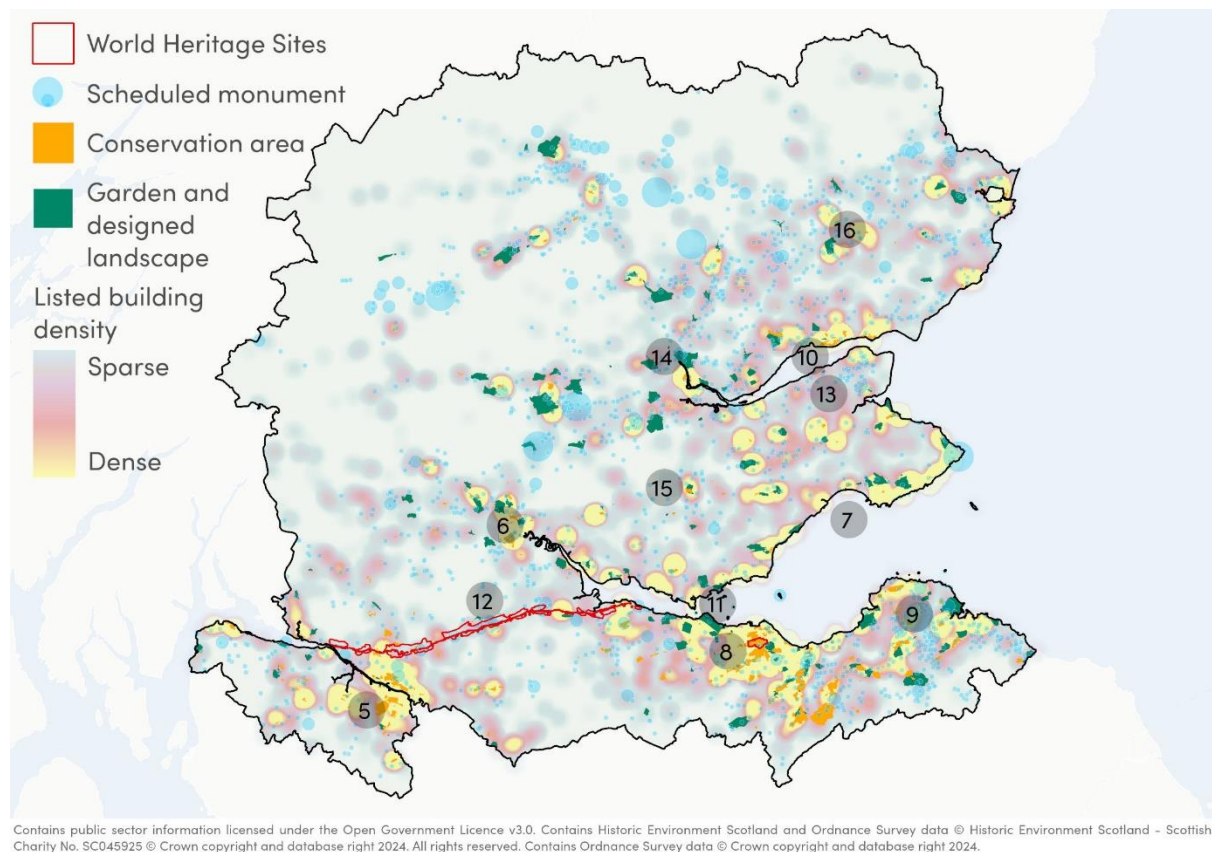 World Heritage Sites
Scheduled monument
Conservation area
Garden and
designed
landscape
Listed building
density
Sparse
Dense
16
14
10
13
15
7
6
12
11
9
8
5
Contains public sector information licensed under the Open Government Licence v3.0. Contains Historic Environment Scotland and Ordnance Survey data © Historic Environment Scotland - Scottish
Charity No. SC045925 © Crown copyright and database right 2024. All rights reserved. Contains Ordnance Survey data © Crown copyright and database right 2024.